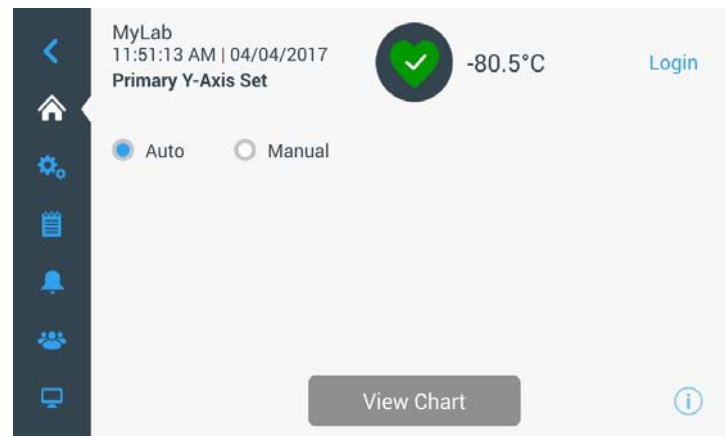 MyLab
11:51:13 AM | 04/04/2017
Primary Y-Axis Set
-80.5°C
Login
Auto
Manual
View Chart
i